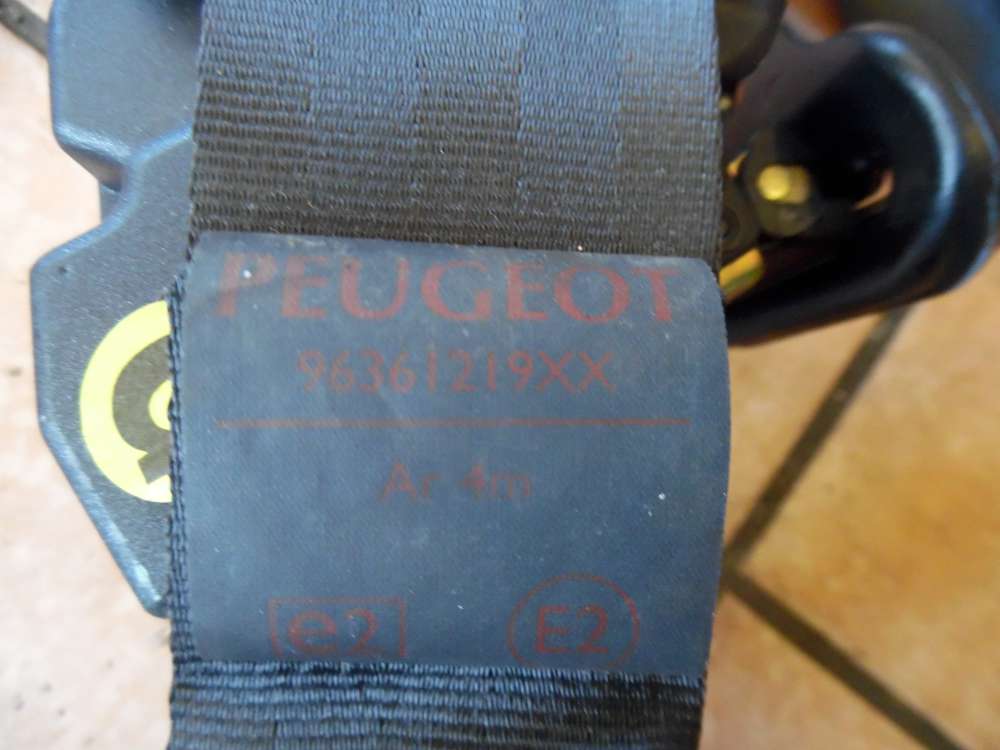 PEUGEOT
96361219XX
Ar 4m
e2 E2